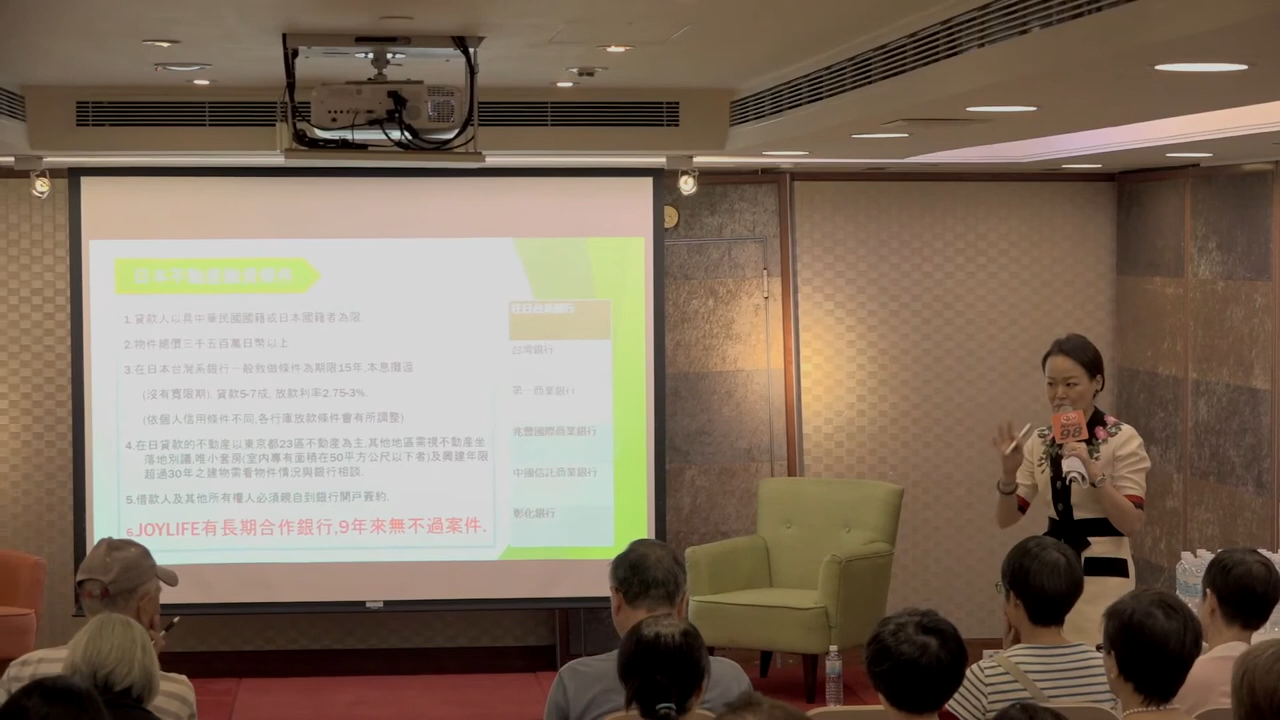 日本不動產融資條件
1.貸款人以具中華民國國籍或日本國籍者為限.
2.物件總價三千五百萬日幣以上
3.在日本台灣系銀行一般放做條件為期限15年,本息攤還
(沒有寬限期). 貸款5-7成. 放款利率2.75-3%.
(依個人信用條件不同,各行庫放款條件會有所調整)
4.在日貸款的不動產以東京都23區不動產為主,其他地區需視不動產坐
落地別議,唯小套房(室內專有面積在50平方公尺以下者)及興建年限
超過30年之建物需看物件情況與銀行相談.
5.借款人及其他所有權人必須親自到銀行開戶簽約.
6.JOYLIFE有長期合作銀行,9年來無不過案件.
台灣銀行
第一商業銀行
兆豐國際商業銀行
中國信託商業銀行
彰化銀行
98